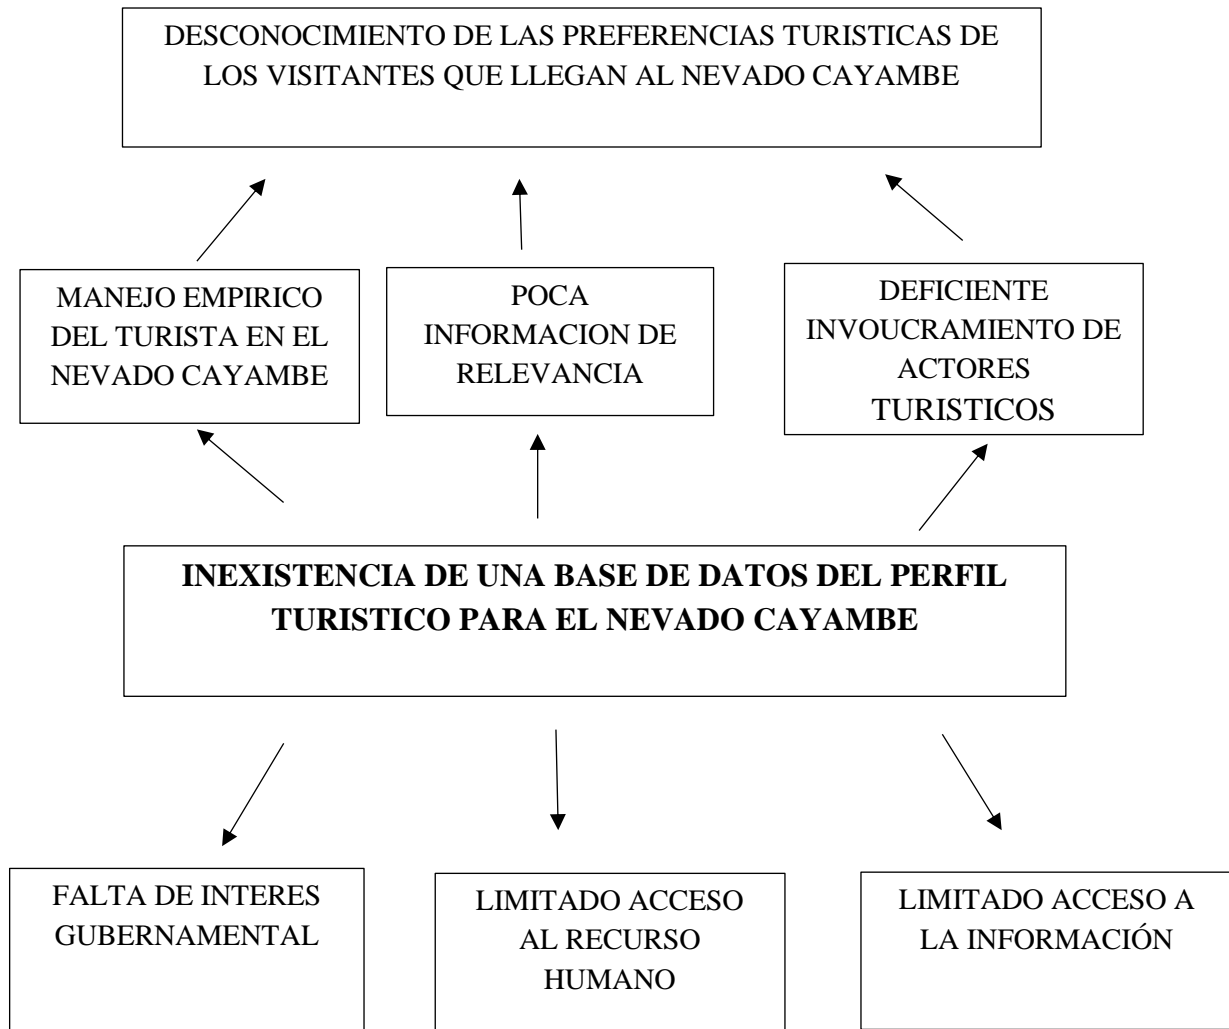 DESCONOCIMIENTO DE LAS PREFERENCIAS TURISTICAS DE
LOS VISITANTES QUE LLEGAN AL NEVADO CAYAMBE
MANEJO EMPIRICO
DEL TURISTA EN EL
NEVADO CAYAMBE
POCA
INFORMACION DE
RELEVANCIA
DEFICIENTE
INVOUCRAMIENTO DE
ACTORES
TURISTICOS
INEXISTENCIA DE UNA BASE DE DATOS DEL PERFIL
TURISTICO PARA EL NEVADO CAYAMBE
FALTA DE INTERES
GUBERNAMENTAL
LIMITADO ACCESO
AL RECURSO
HUMANO
LIMITADO ACCESO A
LA INFORMACIÓN